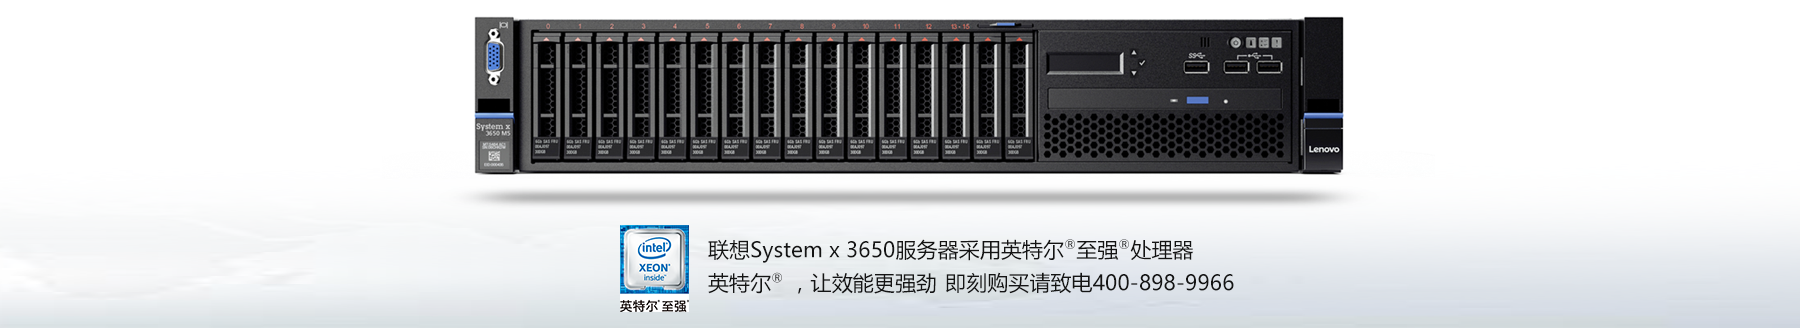 0 1 2 3 4 5 6 7 8 9 10 11 12 13 - 15
System x
3650 M5
Lenovo
intel®
XEON®
inside™
英特尔®至强®
联想System x 3650服务器采用英特尔®至强®处理器
英特尔®，让效能更强劲 即刻购买请致电400-898-9966